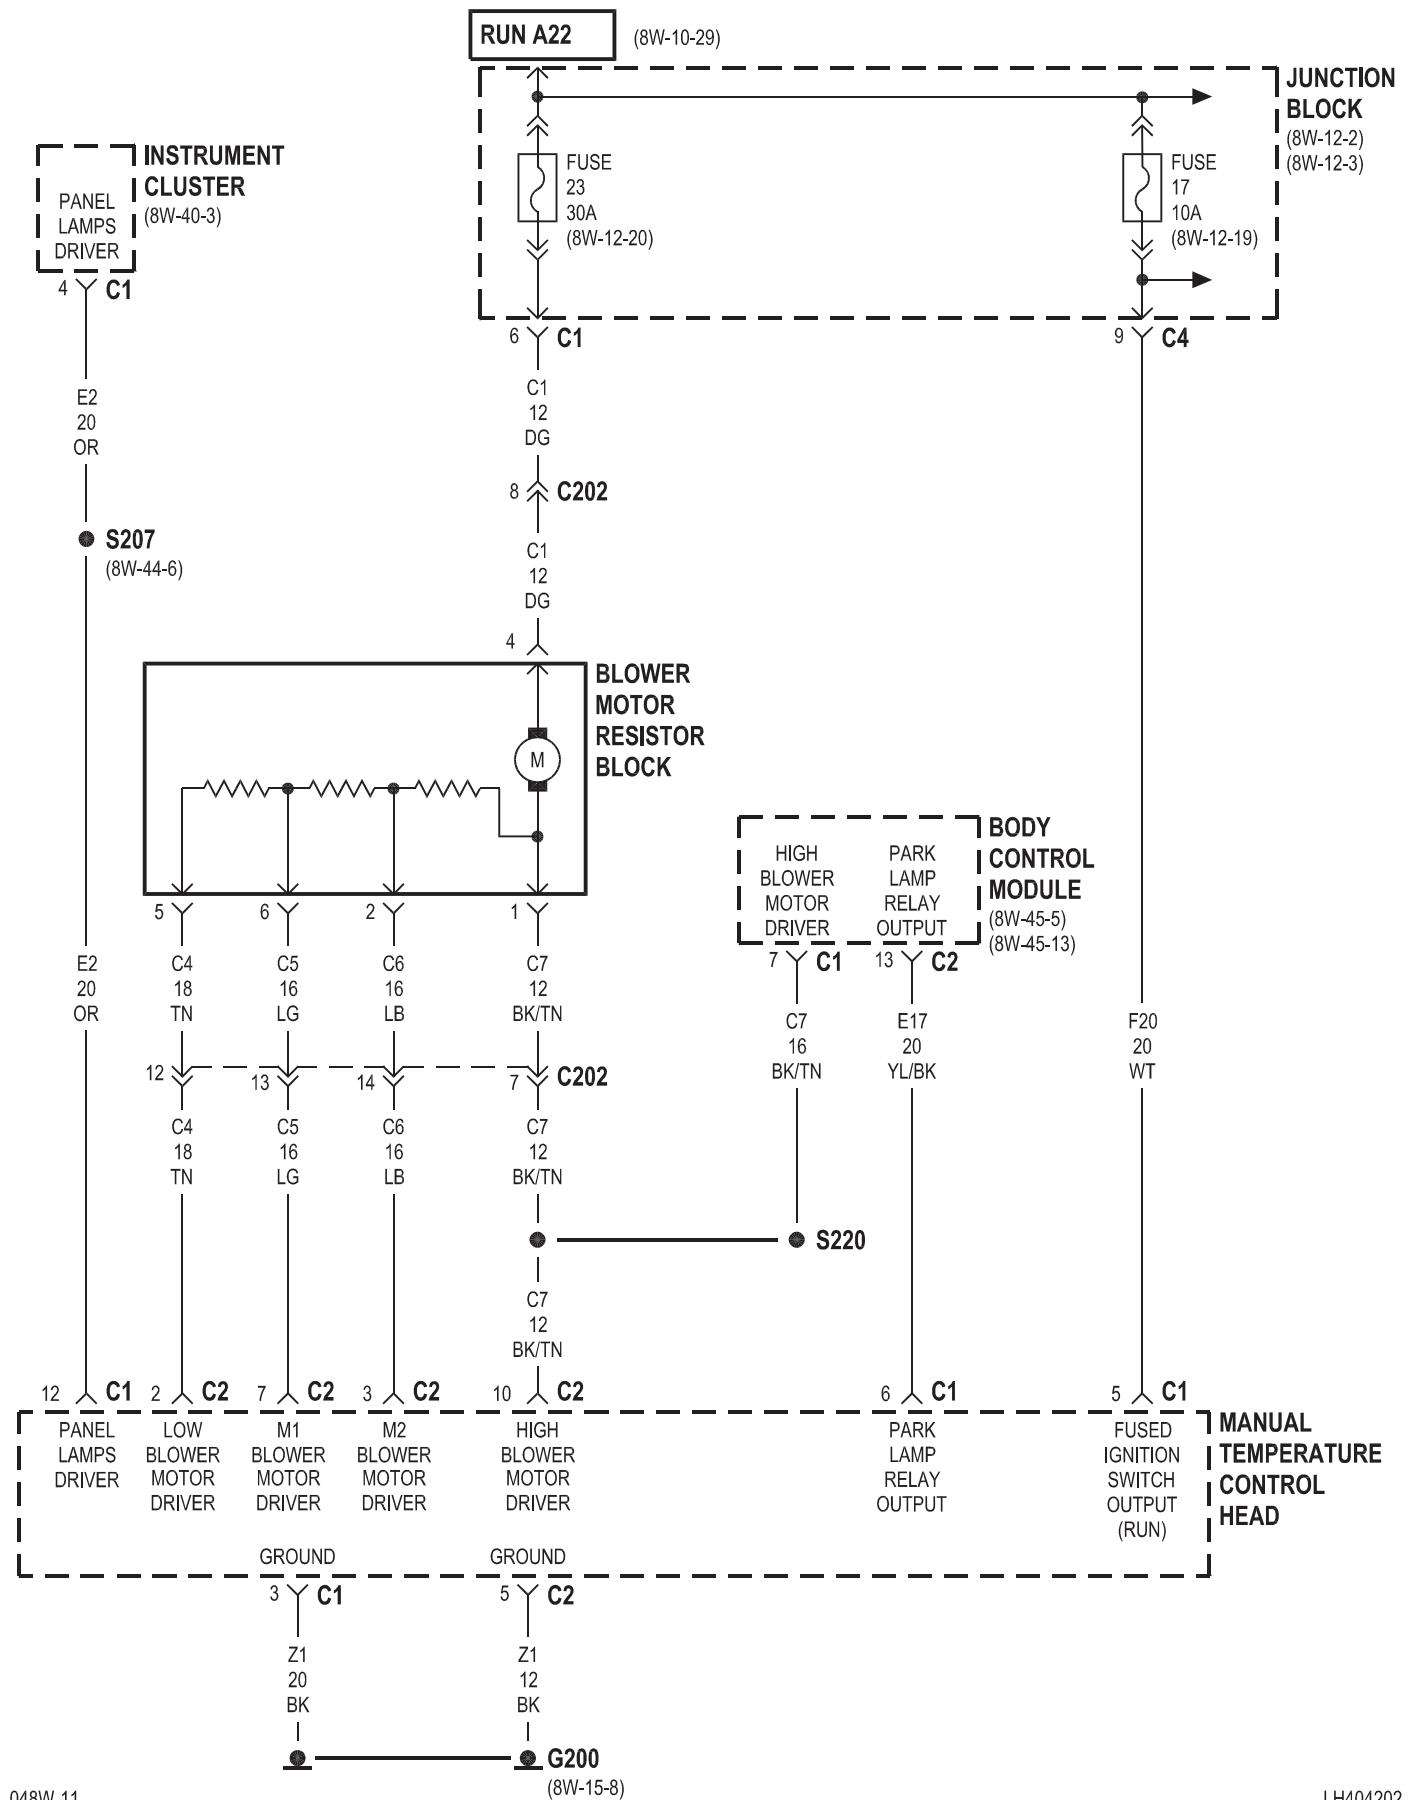 RUN A22
(8W-10-29)
JUNCTION
BLOCK
(8W-12-2)
(8W-12-3)
FUSE
23
30A
(8W-12-20)
FUSE
17
10A
(8W-12-19)
INSTRUMENT
CLUSTER
(8W-40-3)
PANEL
LAMPS
DRIVER
4 C1
6 C1
9 C4
E2
20
OR
C1
12
DG
8 C202
S207
(8W-44-6)
C1
12
DG
4
BLOWER
MOTOR
RESISTOR
BLOCK
M
BODY
CONTROL
MODULE
(8W-45-5)
(8W-45-13)
HIGH
BLOWER
MOTOR
DRIVER
PARK
LAMP
RELAY
OUTPUT
5 6 2 1
7 C1 13 C2
E2
20
OR
C4
18
TN
C5
16
LG
C6
16
LB
C7
12
BK/TN
C7
16
BK/TN
E17
20
YL/BK
F20
20
WT
12 13 14 7 C202
C4
18
TN
C5
16
LG
C6
16
LB
C7
12
BK/TN
S220
C7
12
BK/TN
12 C1 2 C2 7 C2 3 C2 10 C2 6 C1 5 C1
PANEL
LAMPS
DRIVER
LOW
BLOWER
MOTOR
DRIVER
M1
BLOWER
MOTOR
DRIVER
M2
BLOWER
MOTOR
DRIVER
HIGH
BLOWER
MOTOR
DRIVER
PARK
LAMP
RELAY
OUTPUT
FUSED
IGNITION
SWITCH
OUTPUT
(RUN)
MANUAL
TEMPERATURE
CONTROL
HEAD
GROUND GROUND
3 C1 5 C2
Z1
20
BK
Z1
12
BK
G200
(8W-15-8)
048W-11 LH404202